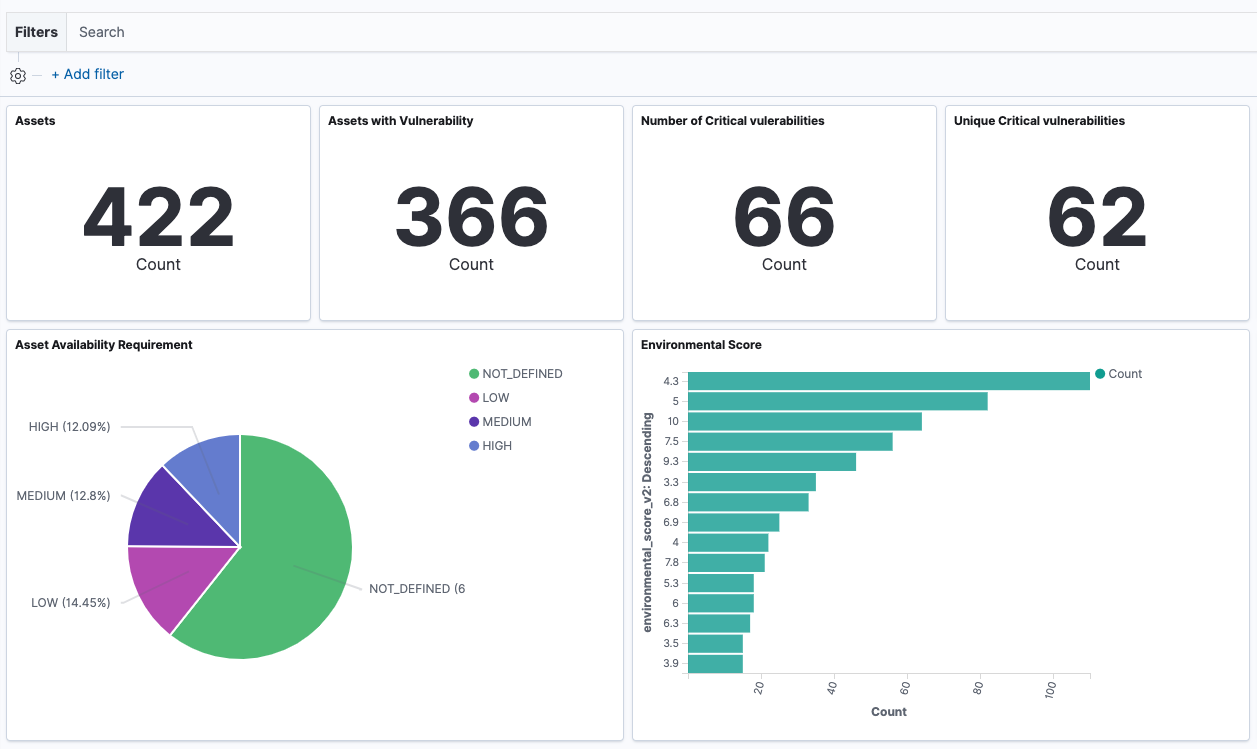 Filters Search
+ Add filter
Assets
422
Count
Assets with Vulnerability
366
Count
Number of Critical vulerabilities
66
Count
Unique Critical vulnerabilities
62
Count
Asset Availability Requirement
NOT_DEFINED
LOW
MEDIUM
HIGH
HIGH (12.09%)
MEDIUM (12.8%)
LOW (14.45%)
NOT_DEFINED (6
Environmental Score
Count
environmental_score_v2: Descending
4.3
5
10
7.5
9.3
3.3
6.8
6.9
4
7.8
5.3
6
6.3
3.5
3.9
20 40 60 80 100
Count